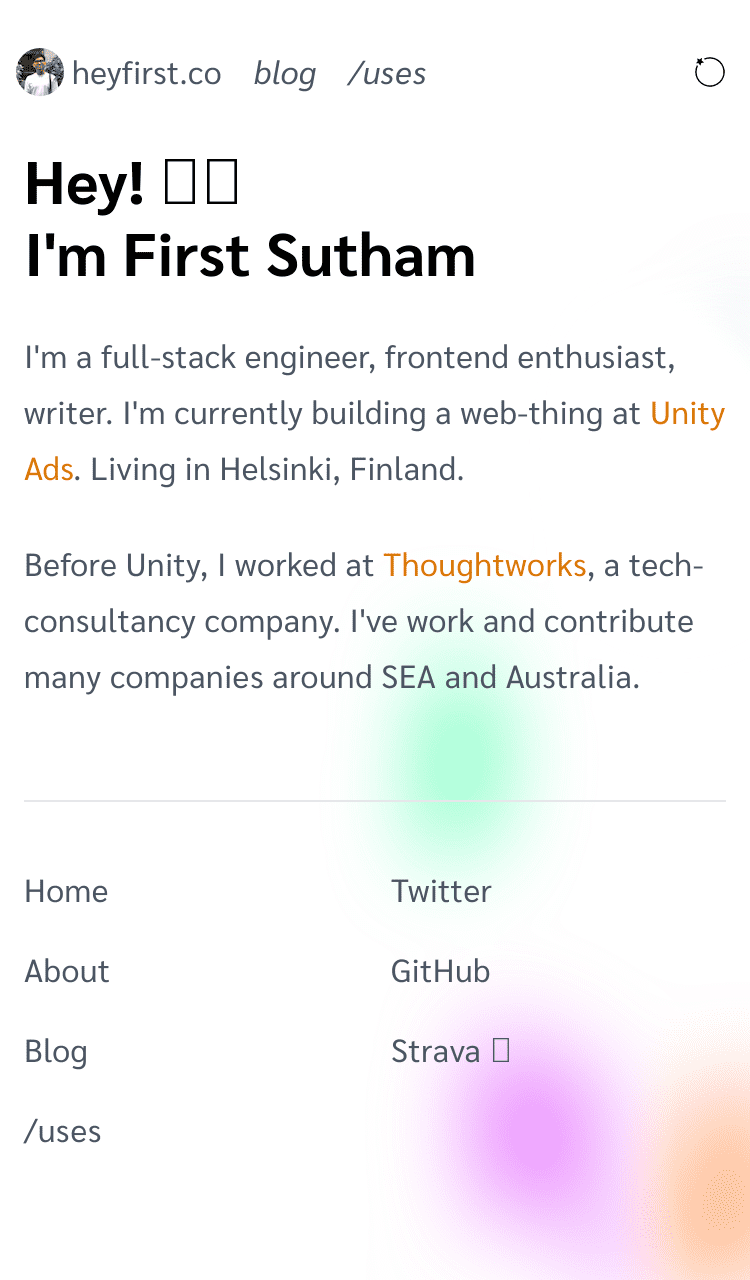 heyfirst.co blog /uses
Hey!
I'm First Sutham
I'm a full-stack engineer, frontend enthusiast,
writer. I'm currently building a web-thing at Unity
Ads. Living in Helsinki, Finland.
Before Unity, I worked at Thoughtworks, a tech-
consultancy company. I've work and contribute
many companies around SEA and Australia.
Home
Twitter
About
GitHub
Blog
Strava
/uses